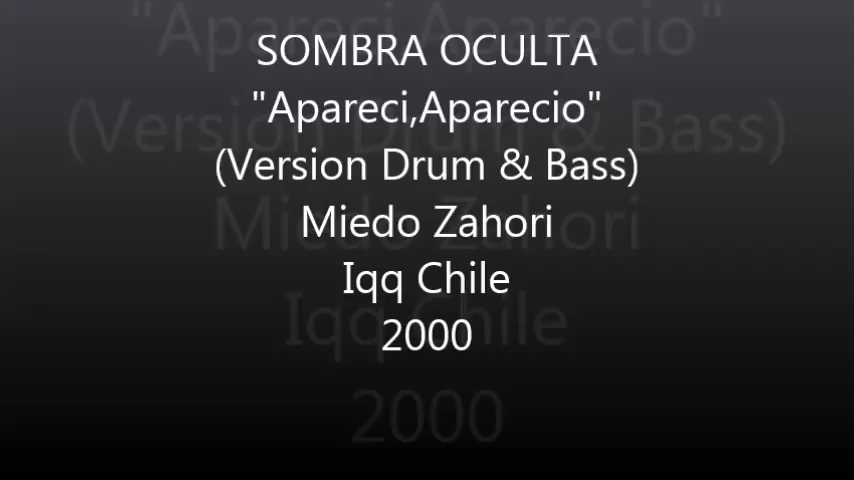 SOMBRA OCULTA
"Apareci,Aparecio"
(Version Drum & Bass)
Miedo Zahori
Iqq Chile
2000